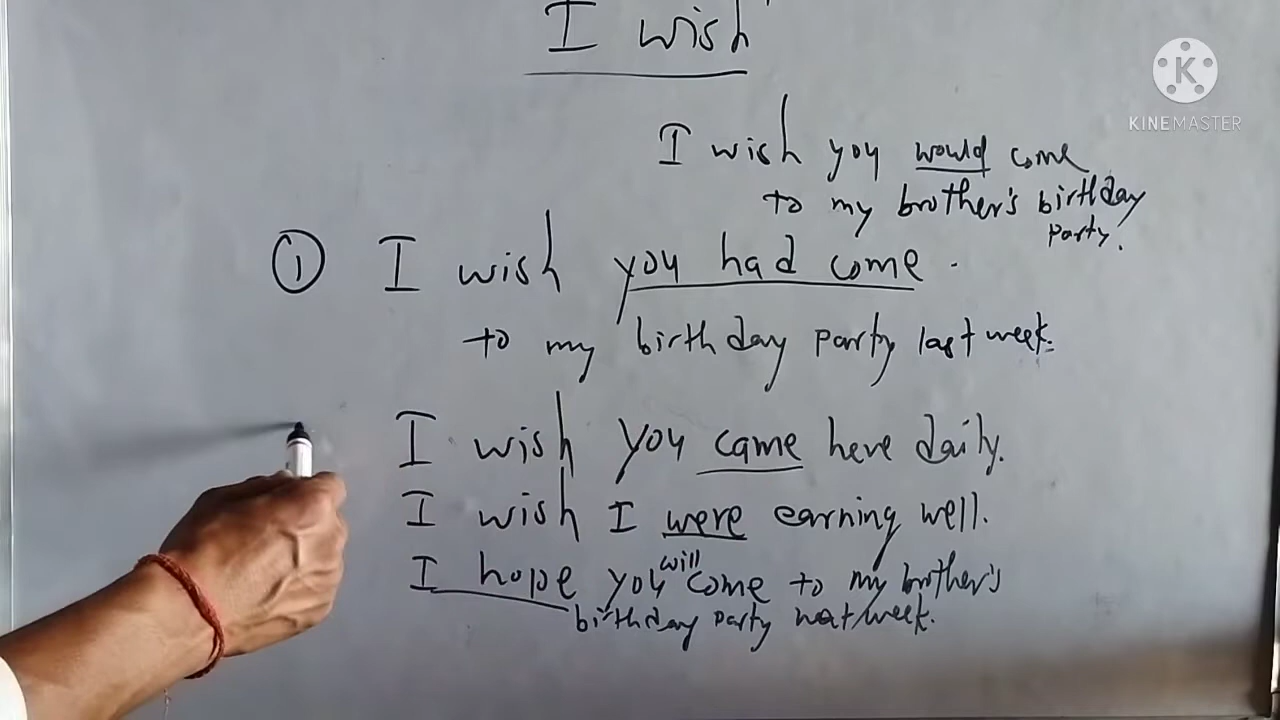 I wish
KINEMASTER
I wish you would come
to my brother's birthday
party.
① I wish you had come.
to my birthday party last week.
I wish you came here daily.
I wish I were earning well.
I hope you will come to my brother's
birthday party next week.